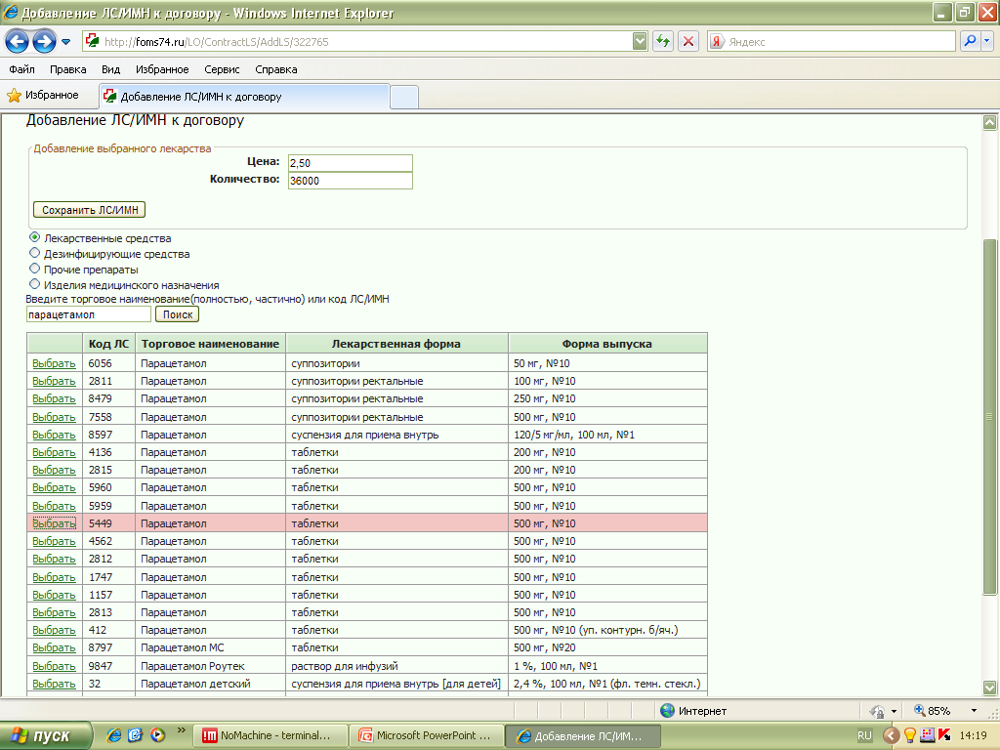 Добавление ЛС/ИМН к договору - Windows Internet Explorer
http://foms74.ru/LO/ContractLS/AddLS/322765
Яндекс
Файл Правка Вид Избранное Сервис Справка
Избранное
Добавление ЛС/ИМН к договору
Добавление ЛС/ИМН к договору
Добавление выбранного лекарства
Цена: 2,50
Количество: 36000
Сохранить ЛС/ИМН
Лекарственные средства
Дезинфицирующие средства
Прочие препараты
Изделия медицинского назначения
Введите торговое наименование(полностью, частично) или код ЛС/ИМН
парацетамол Поиск
Код ЛС Торговое наименование Лекарственная форма Форма выпуска
Выбрать 6056 Парацетамол суппозитории 50 мг, №10
Выбрать 2811 Парацетамол суппозитории ректальные 100 мг, №10
Выбрать 8479 Парацетамол суппозитории ректальные 250 мг, №10
Выбрать 7558 Парацетамол суппозитории ректальные 500 мг, №10
Выбрать 8597 Парацетамол суспензия для приема внутрь 120/5 мг/мл, 100 мл, №1
Выбрать 4136 Парацетамол таблетки 200 мг, №10
Выбрать 2815 Парацетамол таблетки 200 мг, №10
Выбрать 5960 Парацетамол таблетки 500 мг, №10
Выбрать 5959 Парацетамол таблетки 500 мг, №10
Выбрать 5449 Парацетамол таблетки 500 мг, №10
Выбрать 4562 Парацетамол таблетки 500 мг, №10
Выбрать 2812 Парацетамол таблетки 500 мг, №10
Выбрать 1747 Парацетамол таблетки 500 мг, №10
Выбрать 1157 Парацетамол таблетки 500 мг, №10
Выбрать 2813 Парацетамол таблетки 500 мг, №10
Выбрать 412 Парацетамол таблетки 500 мг, №10 (уп. контурн. б/яч.)
Выбрать 8797 Парацетамол МС таблетки 500 мг, №20
Выбрать 9847 Парацетамол Роутек раствор для инфузий 1 %, 100 мл, №1
Выбрать 32 Парацетамол детский суспензия для приема внутрь [для детей] 2,4 %, 100 мл, №1 (фл. темн. стекл.)
Интернет 85%
пуск NoMachine - terminal... Microsoft PowerPoint ... Добавление ЛС/ИМ... RU 14:19